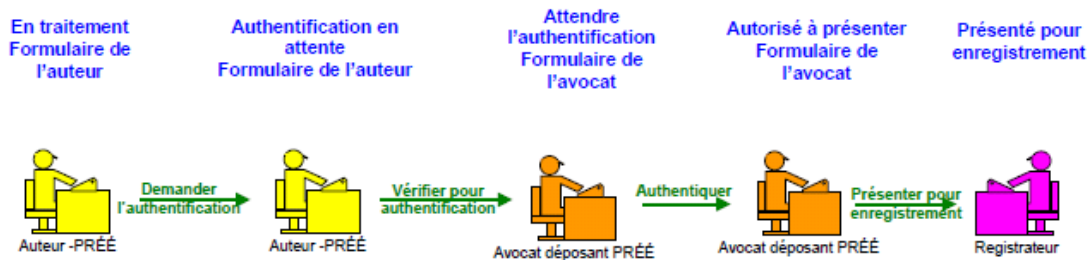 En traitement
Formulaire de
l'auteur
Authentification en
attente
Formulaire de l'auteur
Attendre
l'authentification
Formulaire de
l'avocat
Autorisé à présenter
Formulaire de
l'avocat
Présenté pour
enregistrement
Demander
l'authentification
Vérifier pour
authentification
Authentiquer
Présenter pour
enregistrement
Auteur -PRÉÉ
Auteur -PRÉÉ
Avocat déposant PRÉÉ
Avocat déposant PRÉÉ
Registrateur